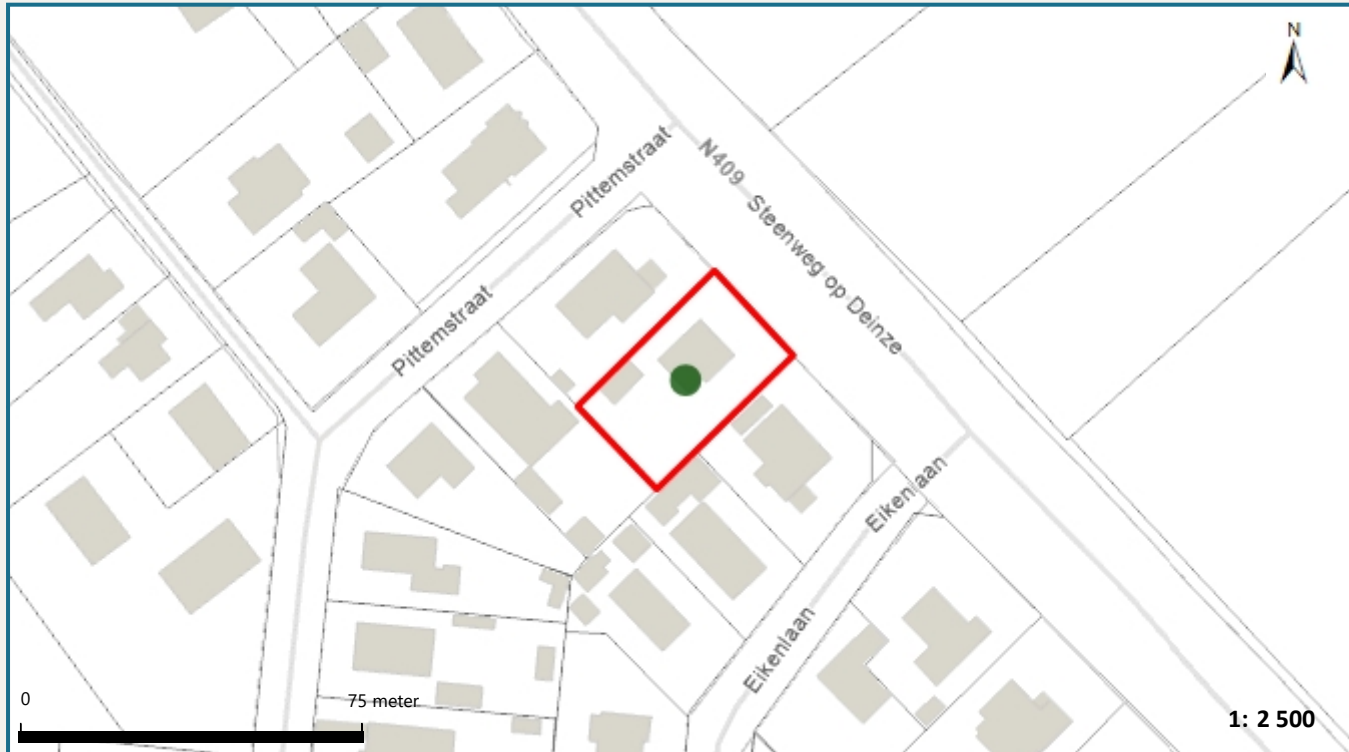 N
Pittemstraat
N409 Steenweg op Deinze
Pittemstraat
Eikenlaan
Eikenlaan
0 75 meter
1: 2 500